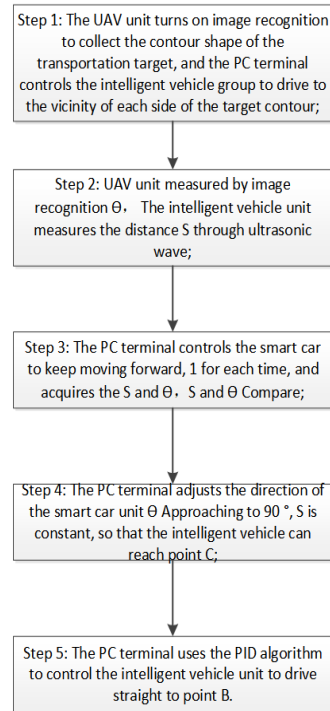 Step 1: The UAV unit turns on image recognition
to collect the contour shape of the
transportation target, and the PC terminal
controls the intelligent vehicle group to drive to
the vicinity of each side of the target contour;
Step 2: UAV unit measured by image
recognition Θ， The intelligent vehicle unit
measures the distance S through ultrasonic
wave;
Step 3: The PC terminal controls the smart car
to keep moving forward, 1 for each time, and
acquires the S and Θ，S and Θ Compare;
Step 4: The PC terminal adjusts the direction of
the smart car unit Θ Approaching to 90 °, S is
constant, so that the intelligent vehicle can
reach point C;
Step 5: The PC terminal uses the PID algorithm
to control the intelligent vehicle unit to drive
straight to point B.